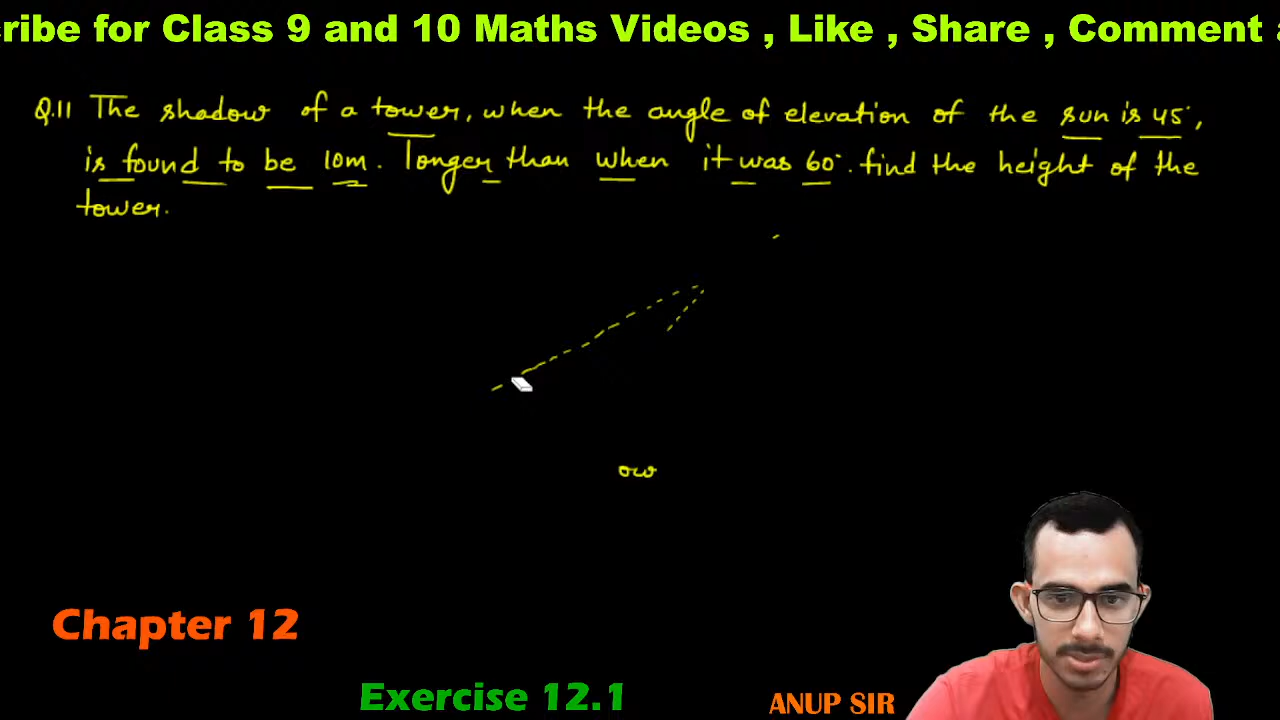 cribe for Class 9 and 10 Maths Videos , Like , Share , Comment a
Q.11 The shadow of a tower, when the angle of elevation of the sun is 45°,
is found to be 10m. Longer than when it was 60°. find the height of the
tower.
ow
Chapter 12
Exercise 12.1
ANUP SIR